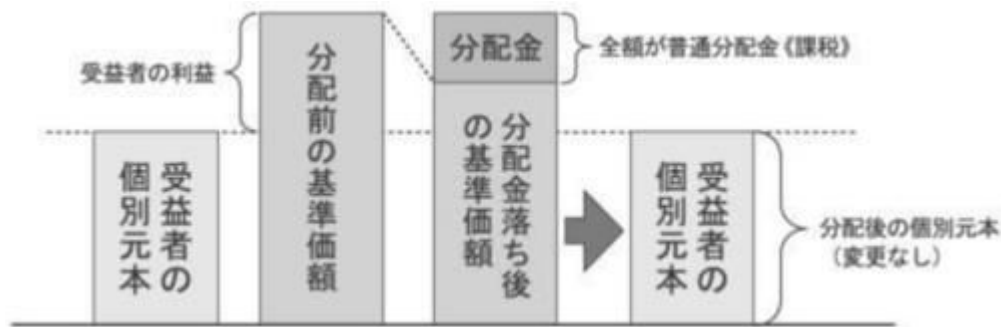 受益者の利益
受益者の
個別元本
分配前の基準価額
分配金
分配金落ち後
の基準価額
全額が普通分配金《課税》
受益者の
個別元本
分配後の個別元本
（変更なし）